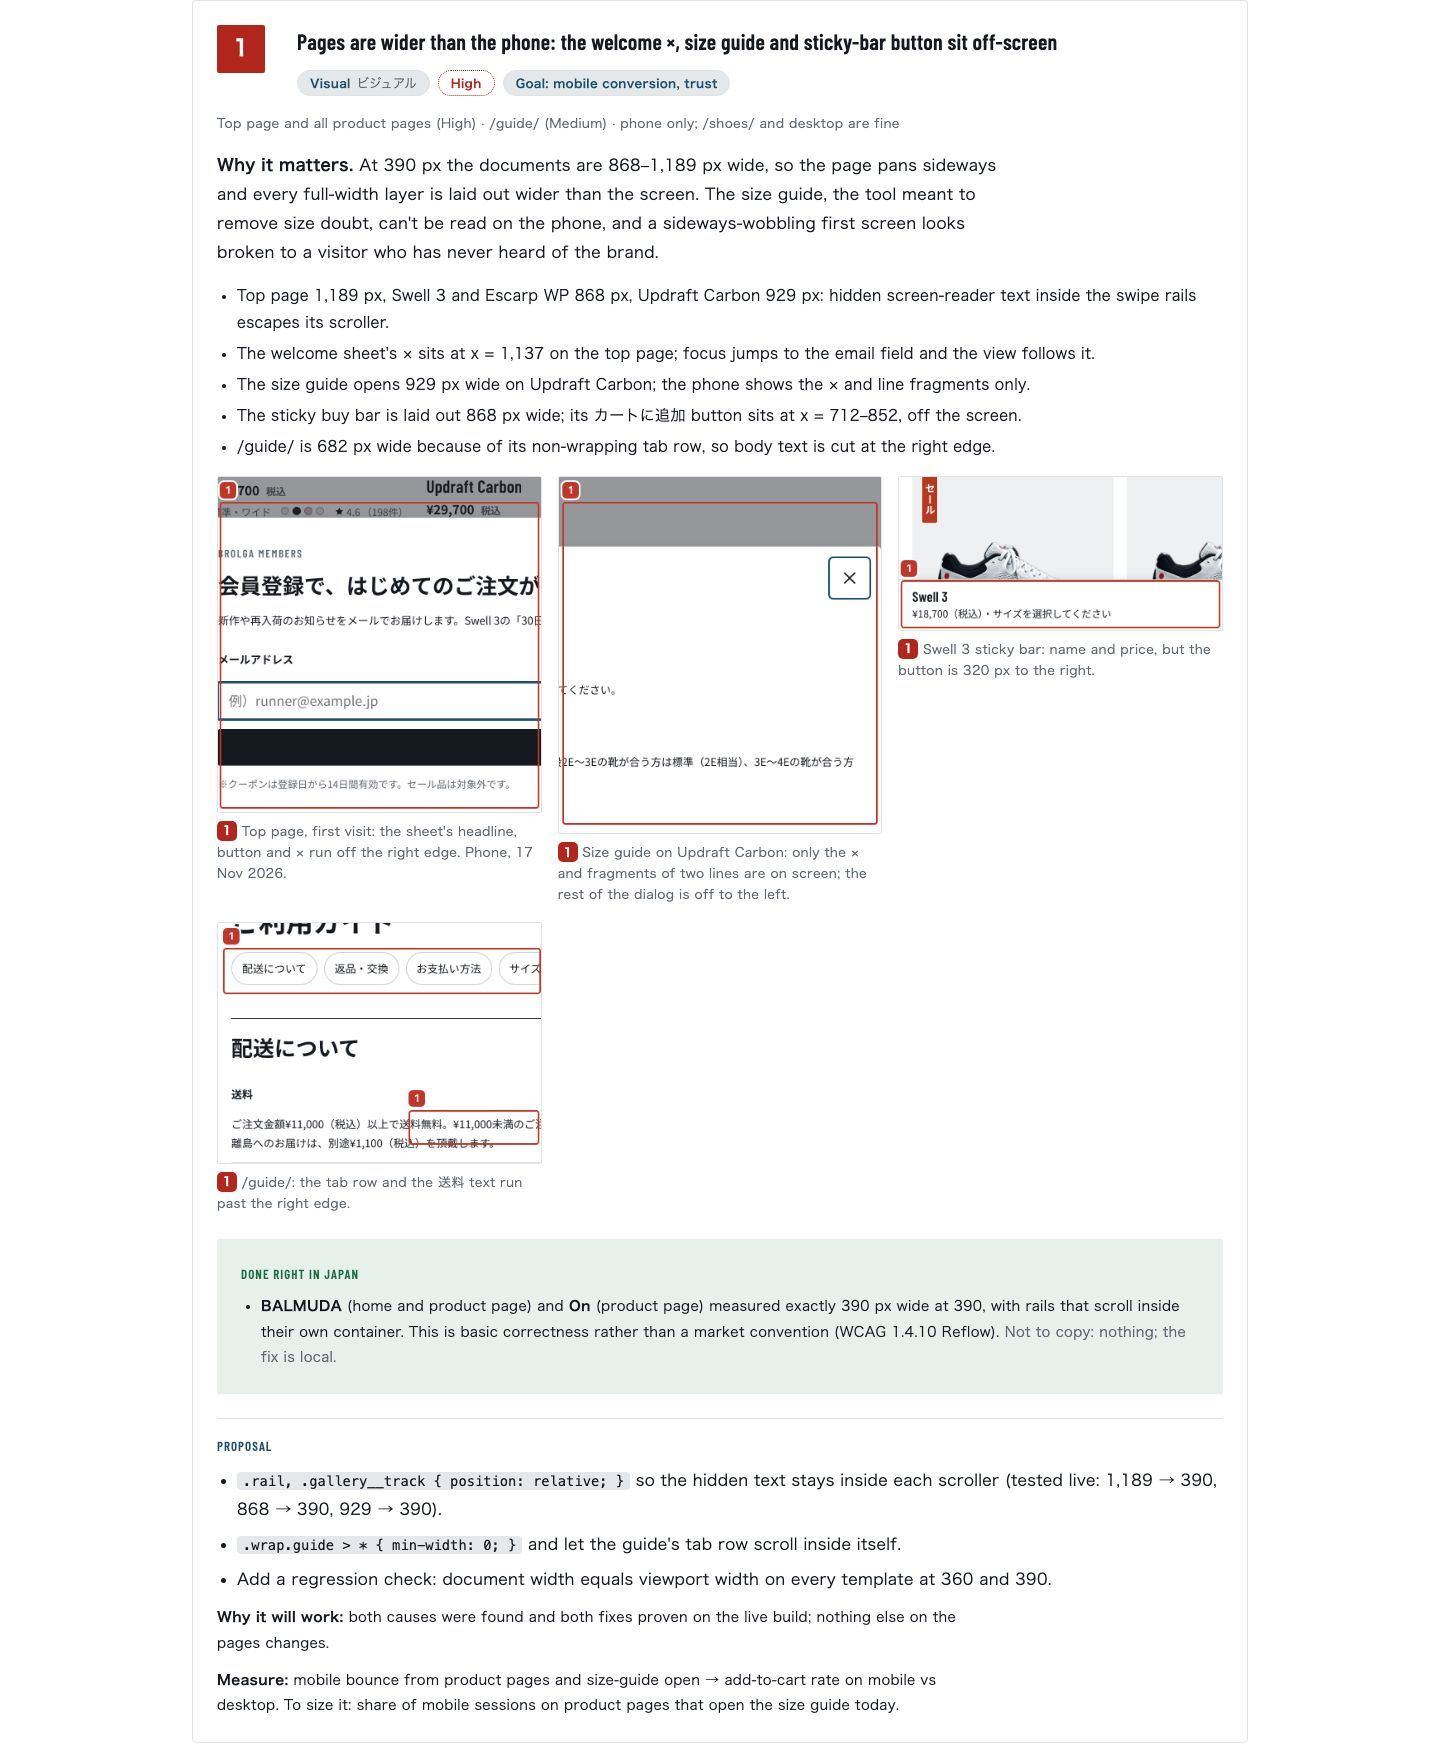 1
Pages are wider than the phone: the welcome ×, size guide and sticky-bar button sit off-screen
Visual ビジュアル
High
Goal: mobile conversion, trust
Top page and all product pages (High) · /guide/ (Medium) · phone only; /shoes/ and desktop are fine
Why it matters. At 390 px the documents are 868–1,189 px wide, so the page pans sideways
and every full-width layer is laid out wider than the screen. The size guide, the tool meant to
remove size doubt, can't be read on the phone, and a sideways-wobbling first screen looks
broken to a visitor who has never heard of the brand.
• Top page 1,189 px, Swell 3 and Escarp WP 868 px, Updraft Carbon 929 px: hidden screen-reader text inside the swipe rails
escapes its scroller.
• The welcome sheet's × sits at x = 1,137 on the top page; focus jumps to the email field and the view follows it.
• The size guide opens 929 px wide on Updraft Carbon; the phone shows the × and line fragments only.
• The sticky buy bar is laid out 868 px wide; its カートに追加 button sits at x = 712–852, off the screen.
• /guide/ is 682 px wide because of its non-wrapping tab row, so body text is cut at the right edge.
1
700 税込
Updraft Carbon
準・ワイド ★ 4.6（198件）
¥29,700 税込
BROLGA MEMBERS
会員登録で、はじめてのご注文が
新作や再入荷のお知らせをメールでお届けします。Swell 3の「30日
メールアドレス
例）runner@example.jp
※クーポンは登録日から14日間有効です。セール品は対象外です。
1 Top page, first visit: the sheet's headline,
button and × run off the right edge. Phone, 17
Nov 2026.
1
×
てください。
2E〜3Eの靴が合う方は標準（2E相当）、3E〜4Eの靴が合う方
1 Size guide on Updraft Carbon: only the ×
and fragments of two lines are on screen; the
rest of the dialog is off to the left.
セール
1
Swell 3
¥18,700（税込）・サイズを選択してください
1 Swell 3 sticky bar: name and price, but the
button is 320 px to the right.
ご利用ガイド
1
配送について
返品・交換
お支払い方法
サイズ
配送について
送料
1
ご注文金額¥11,000（税込）以上で送料無料。¥11,000未満のご注
離島へのお届けは、別途¥1,100（税込）を頂戴します。
1 /guide/: the tab row and the 送料 text run
past the right edge.
DONE RIGHT IN JAPAN
• BALMUDA (home and product page) and On (product page) measured exactly 390 px wide at 390, with rails that scroll inside
their own container. This is basic correctness rather than a market convention (WCAG 1.4.10 Reflow). Not to copy: nothing; the
fix is local.
PROPOSAL
• .rail, .gallery__track { position: relative; } so the hidden text stays inside each scroller (tested live: 1,189 → 390,
868 → 390, 929 → 390).
• .wrap.guide > * { min-width: 0; } and let the guide's tab row scroll inside itself.
• Add a regression check: document width equals viewport width on every template at 360 and 390.
Why it will work: both causes were found and both fixes proven on the live build; nothing else on the
pages changes.
Measure: mobile bounce from product pages and size-guide open → add-to-cart rate on mobile vs
desktop. To size it: share of mobile sessions on product pages that open the size guide today.